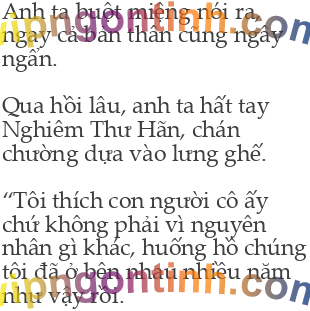 Anh ta buột miệng nói ra,
ngay cả bản thân cũng ngây
ngẩn.
Qua hồi lâu, anh ta hất tay
Nghiêm Thư Hãn, chán
chường dựa vào lưng ghế.
“Tôi thích con người cô ấy
chứ không phải vì nguyên
nhân gì khác, huống hồ chúng
tôi đã ở bên nhau nhiều năm
như vậy rồi.
vipngontinh.com
vipngontinh.com